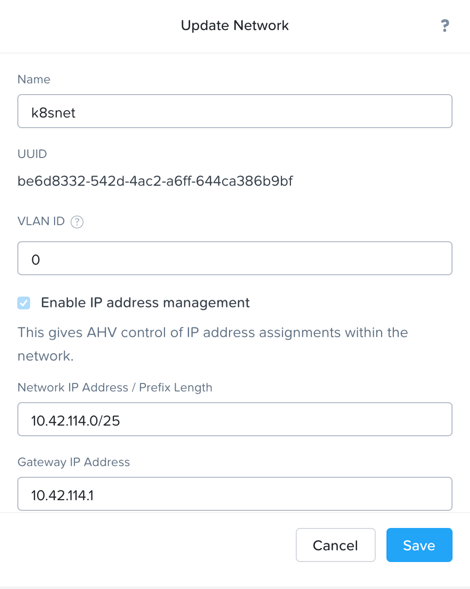 Update Network
?
Name
k8snet
UUID
be6d8332-542d-4ac2-a6ff-644ca386b9bf
VLAN ID ?
0
Enable IP address management
This gives AHV control of IP address assignments within the
network.
Network IP Address / Prefix Length
10.42.114.0/25
Gateway IP Address
10.42.114.1
Cancel Save